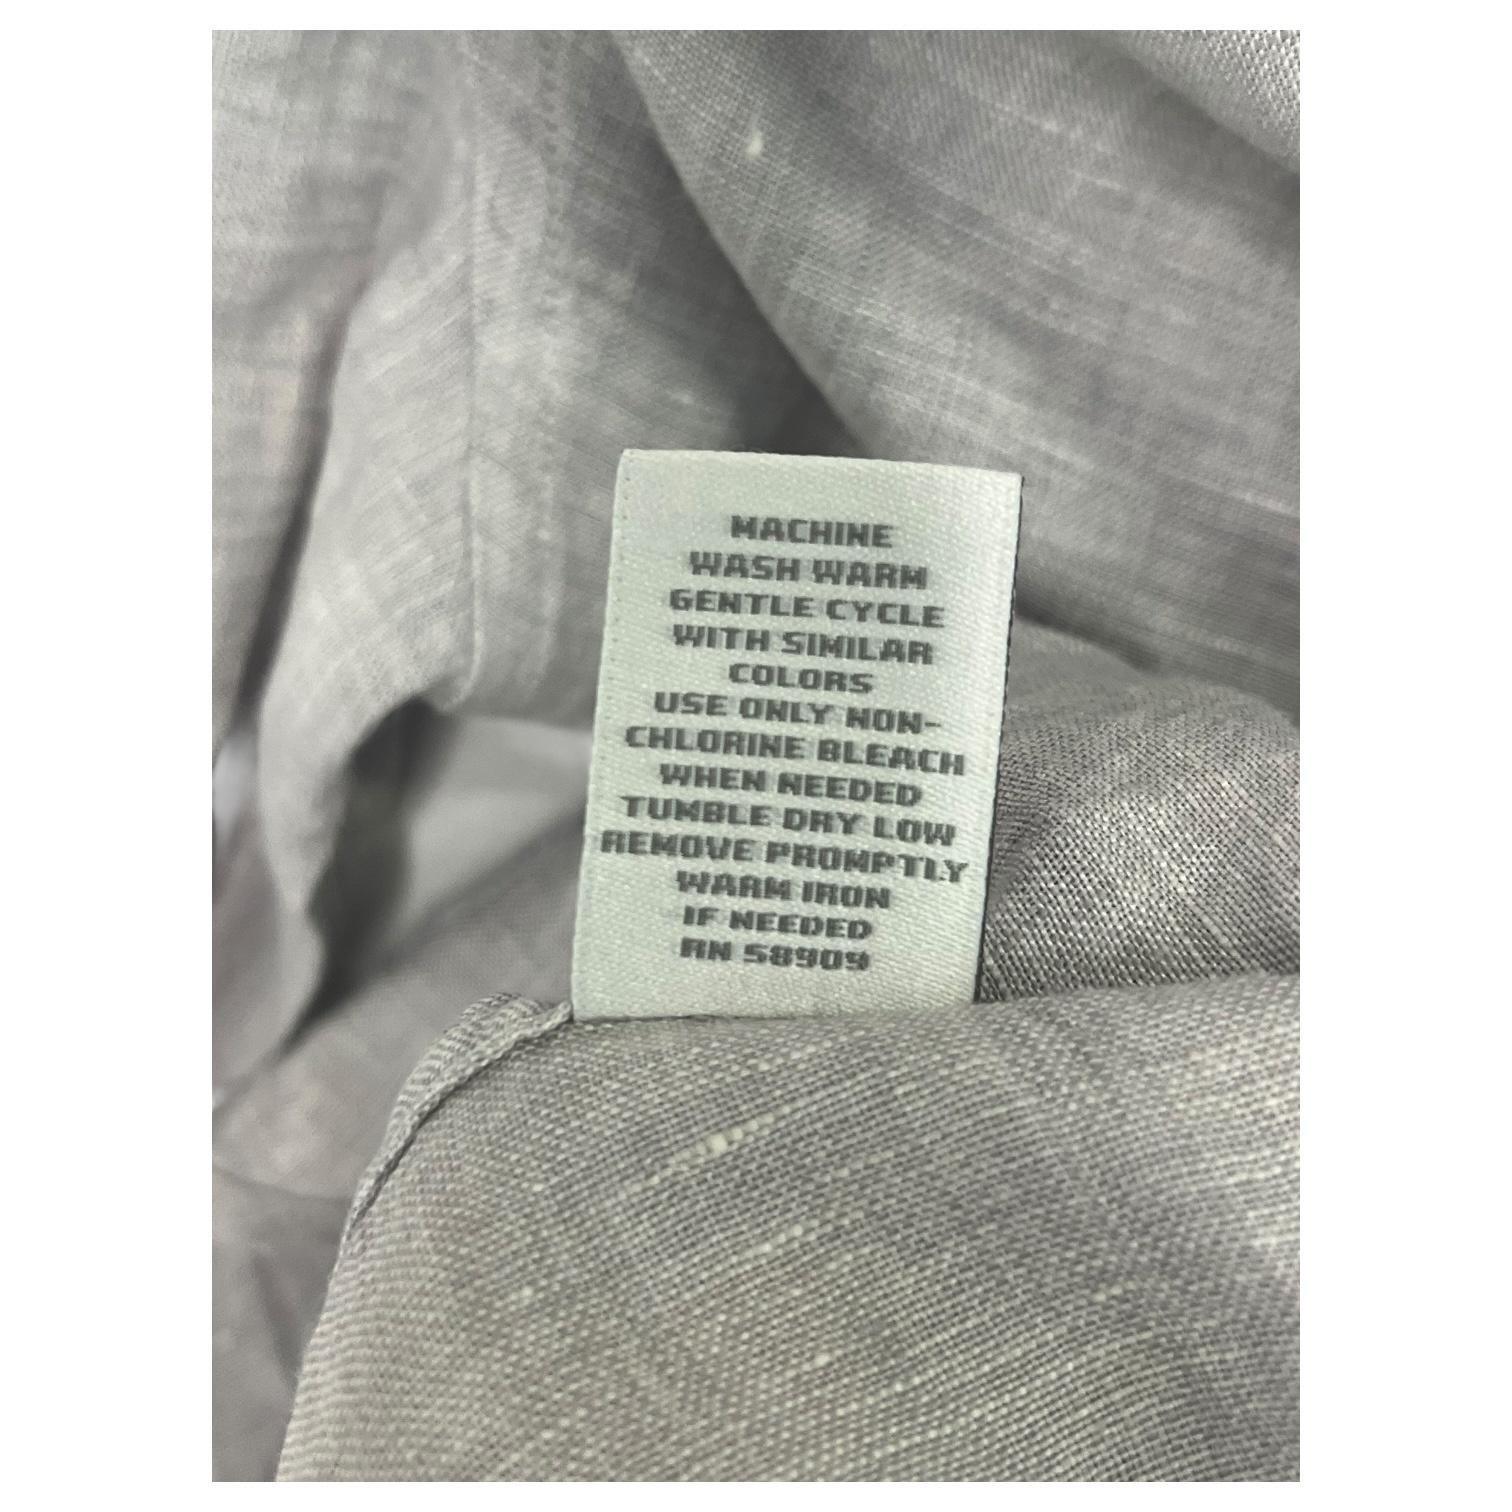 MACHINE
WASH WARM
GENTLE CYCLE
WITH SIMILAR
COLORS
USE ONLY NON-
CHLORINE BLEACH
WHEN NEEDED
TUMBLE DRY LOW
REMOVE PROMPTLY
WARM IRON
IF NEEDED
RN 58909